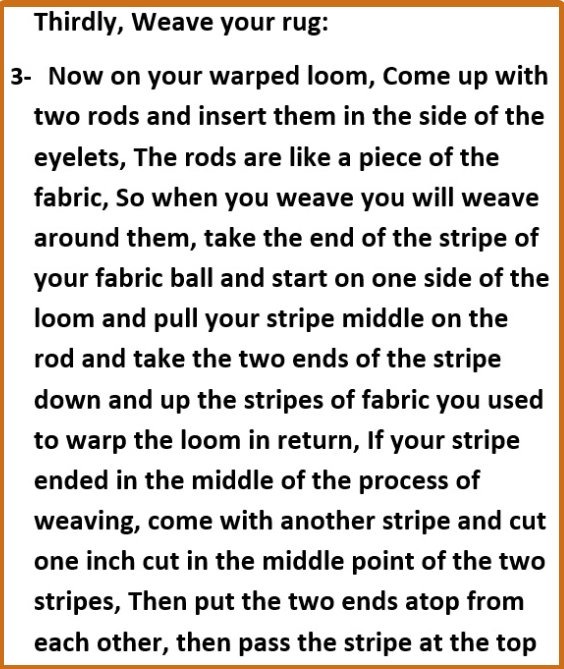 Thirdly, Weave your rug:
3- Now on your warped loom, Come up with
two rods and insert them in the side of the
eyelets, The rods are like a piece of the
fabric, So when you weave you will weave
around them, take the end of the stripe of
your fabric ball and start on one side of the
loom and pull your stripe middle on the
rod and take the two ends of the stripe
down and up the stripes of fabric you used
to warp the loom in return, If your stripe
ended in the middle of the process of
weaving, come with another stripe and cut
one inch cut in the middle point of the two
stripes, Then put the two ends atop from
each other, then pass the stripe at the top